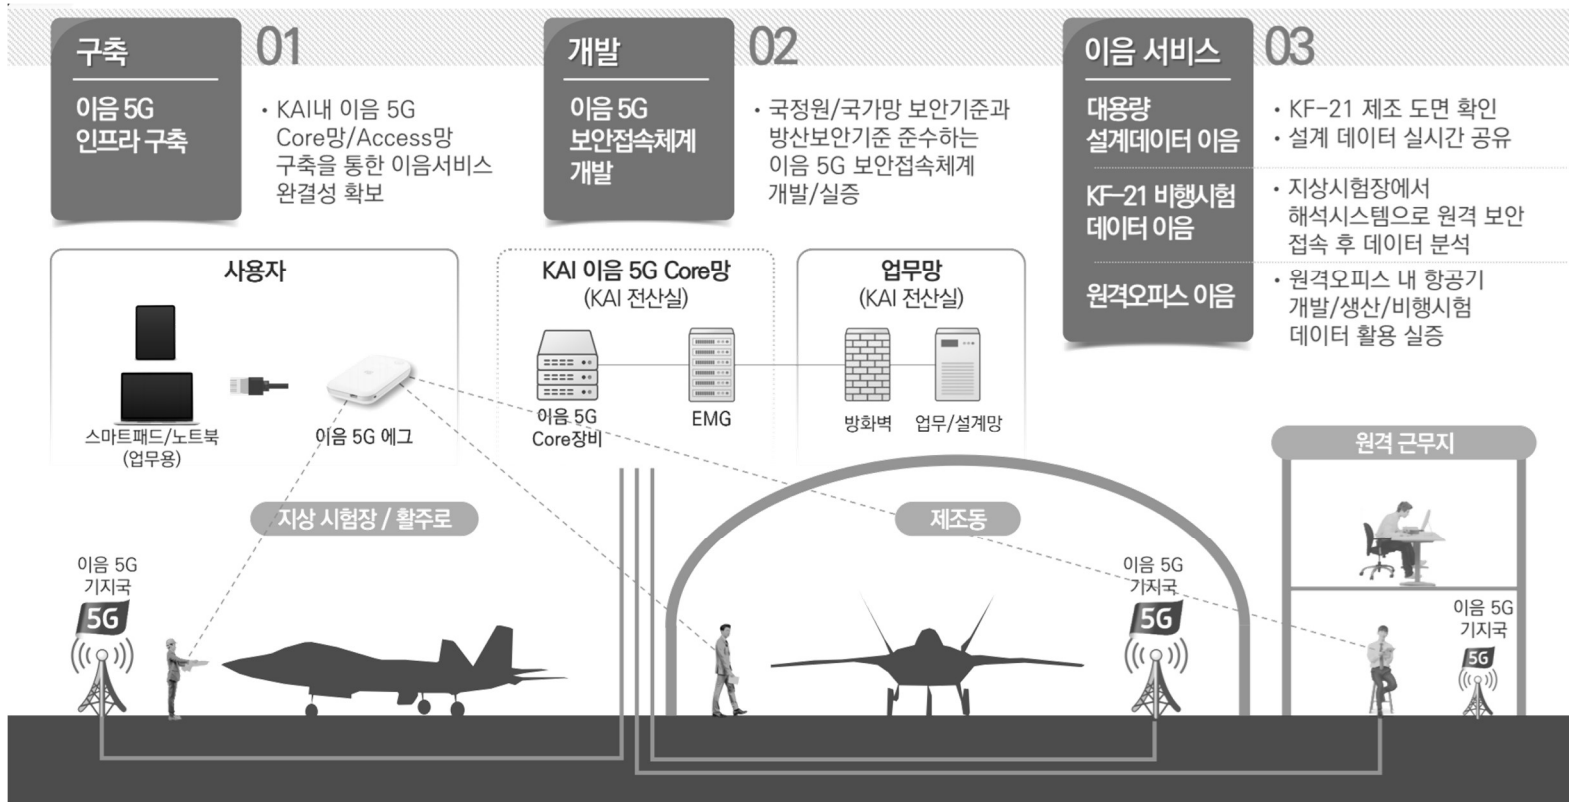 구축
01
이음 5G
인프라 구축
• KAI내 이음 5G
Core망/Access망
구축을 통한 이음서비스
완결성 확보
개발
02
이음 5G
보안접속체계
개발
• 국정원/국가망 보안기준과
방산보안기준 준수하는
이음 5G 보안접속체계
개발/실증
이음 서비스
03
대용량
설계데이터 이음
• KF-21 제조 도면 확인
• 설계 데이터 실시간 공유
KF-21 비행시험
데이터 이음
• 지상시험장에서
해석시스템으로 원격 보안
접속 후 데이터 분석
원격오피스 이음
• 원격오피스 내 항공기
개발/생산/비행시험
데이터 활용 실증
사용자
스마트패드/노트북
(업무용)
이음 5G 에그
KAI 이음 5G Core망
(KAI 전산실)
이음 5G
Core장비
EMG
업무망
(KAI 전산실)
방화벽
업무/설계망
지상 시험장 / 활주로
이음 5G
기지국
5G
제조동
이음 5G
기지국
5G
원격 근무지
이음 5G
기지국
5G